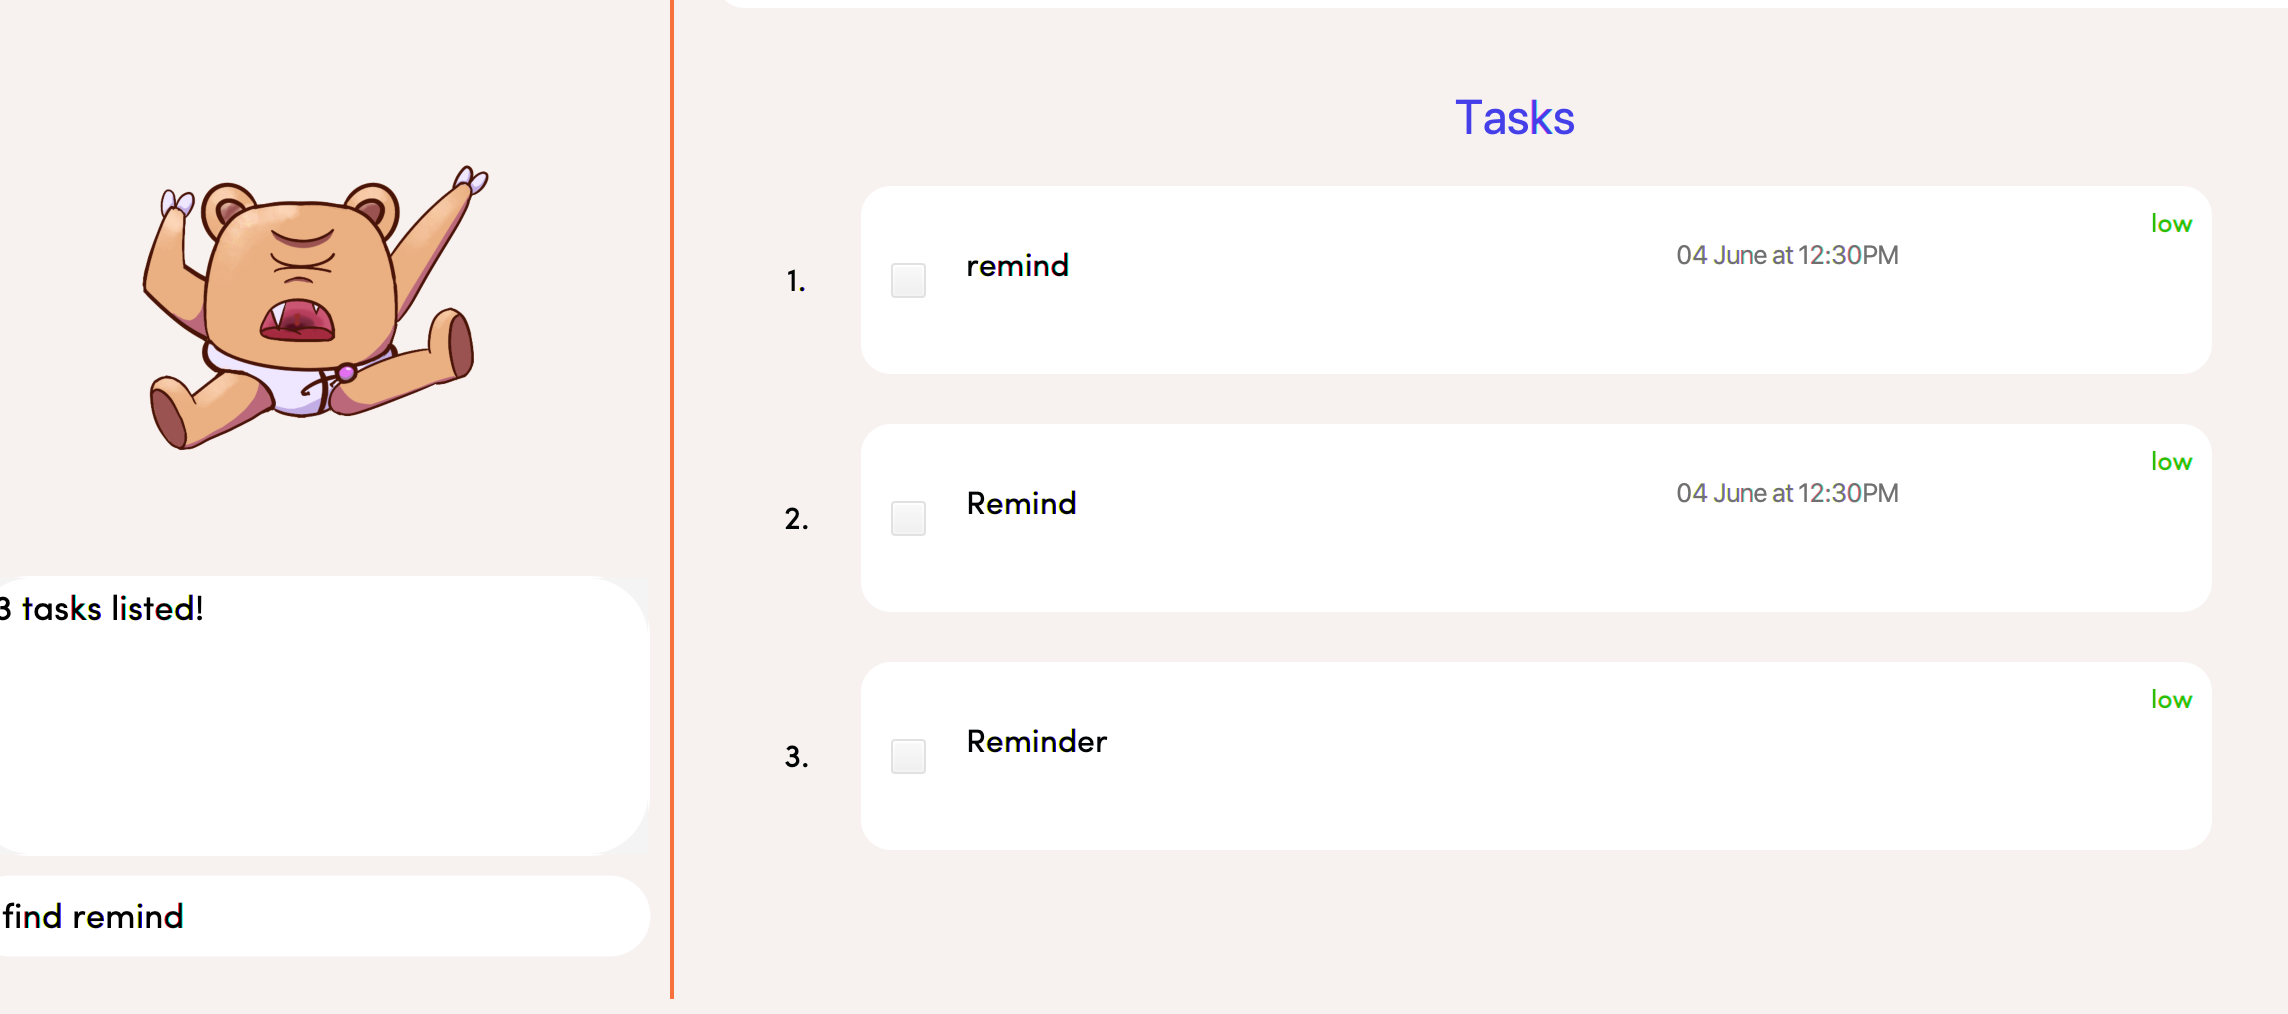 3 tasks listed!
find remind
Tasks
1.
remind
04 June at 12:30PM
low
2.
Remind
04 June at 12:30PM
low
3.
Reminder
low